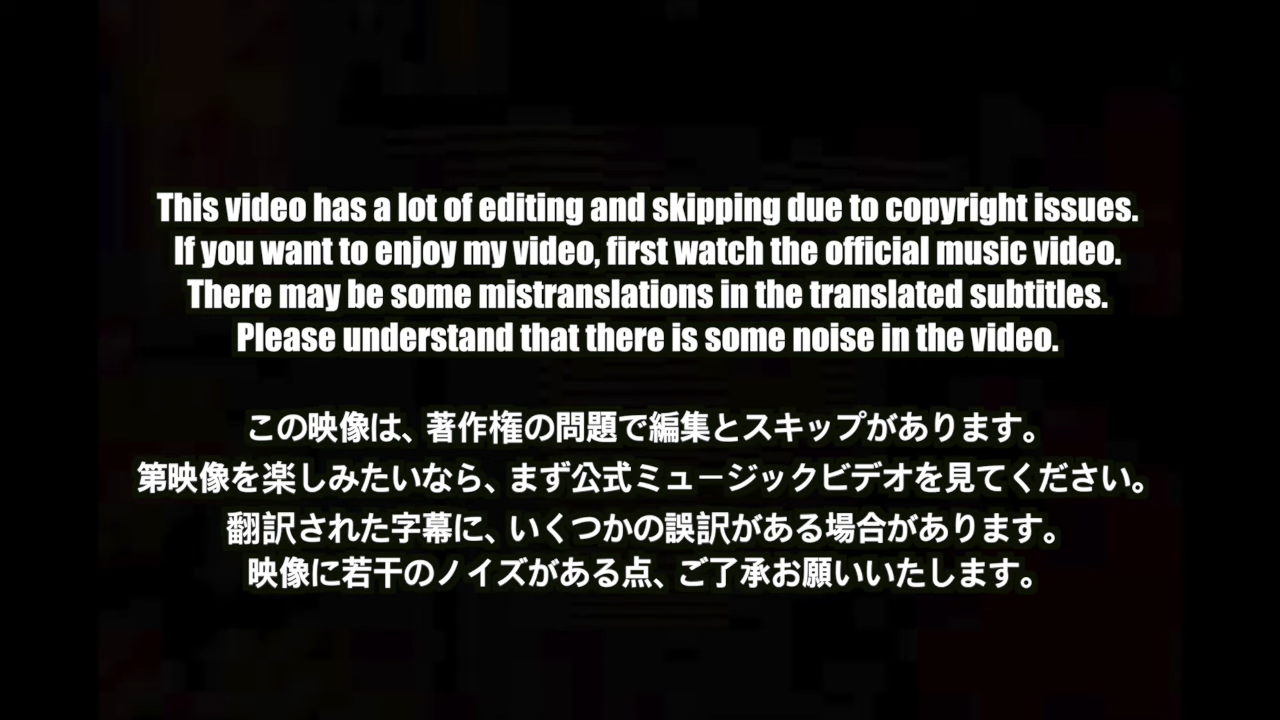 This video has a lot of editing and skipping due to copyright issues.
If you want to enjoy my video, first watch the official music video.
There may be some mistranslations in the translated subtitles.
Please understand that there is some noise in the video.
この映像は、著作権の問題で編集とスキップがあります。
第映像を楽しみたいなら、まず公式ミュージックビデオを見てください。
翻訳された字幕に、いくつかの誤訳がある場合があります。
映像に若干のノイズがある点、ご了承お願いいたします。